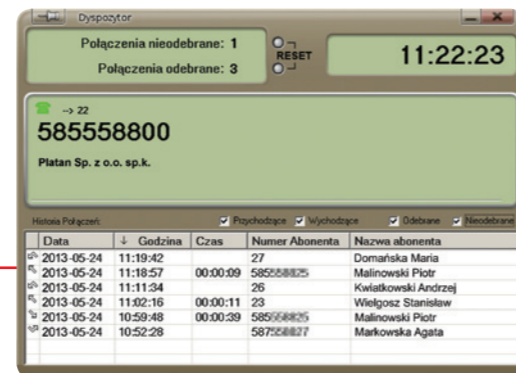 Dyspozytor
Połączenia nieodebrane: 1
Połączenia odebrane: 3
RESET
11:22:23
--> 22
585558800
Platan Sp. z o.o. sp.k.
Historia Połączeń: Przychodzące Wychodzące Odebrane Nieodebrane
Data ↓ Godzina Czas Numer Abonenta Nazwa abonenta
2013-05-24 11:19:42 27 Domańska Maria
2013-05-24 11:18:57 00:00:09 585558825 Malinowski Piotr
2013-05-24 11:11:34 26 Kwiatkowski Andrzej
2013-05-24 11:02:16 00:00:11 23 Wielgosz Stanisław
2013-05-24 10:59:48 00:00:39 585558825 Malinowski Piotr
2013-05-24 10:52:28 587558827 Markowska Agata